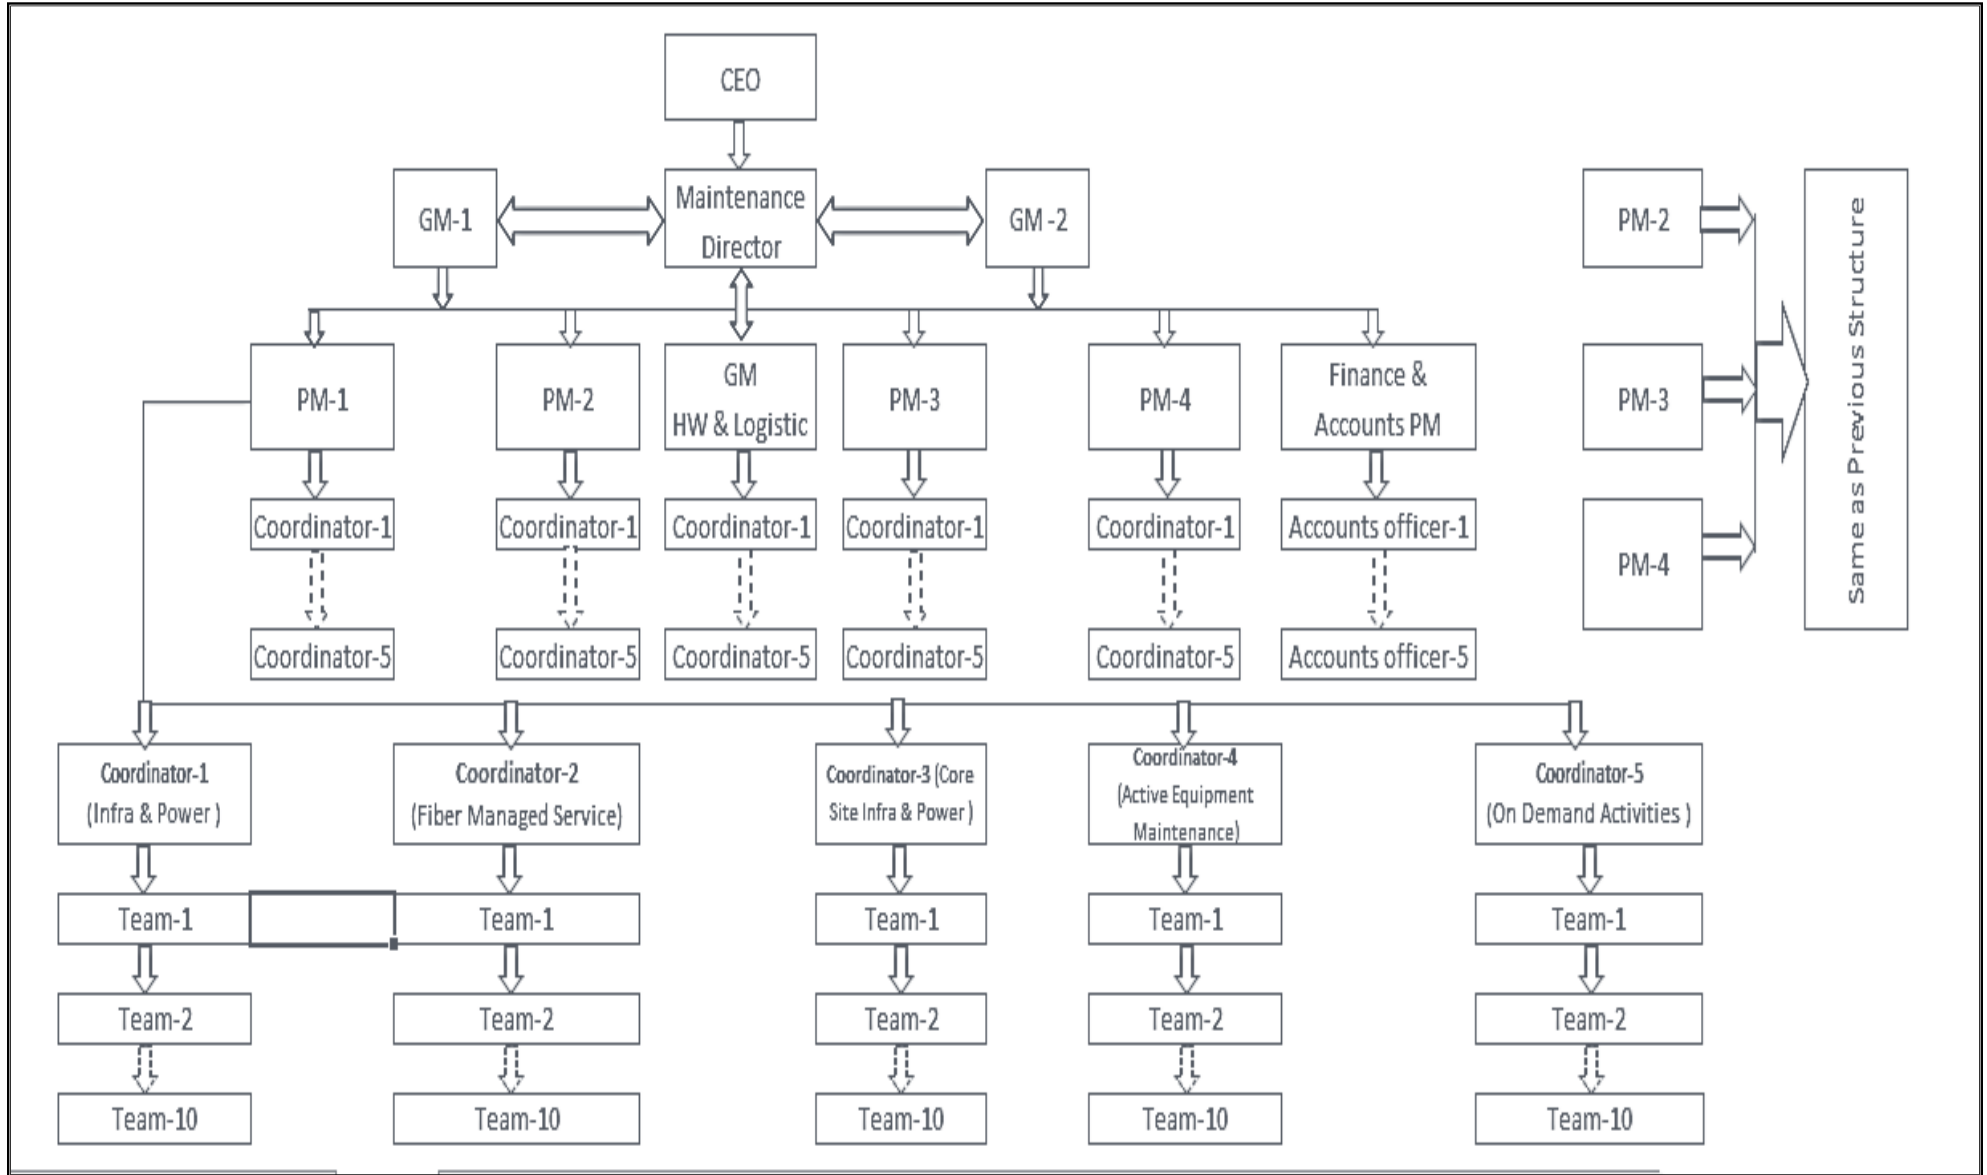 CEO
GM-1
Maintenance
Director
GM -2
PM-1
PM-2
GM
HW & Logistic
PM-3
PM-4
Finance &
Accounts PM
Coordinator-1
Coordinator-1
Coordinator-1
Coordinator-1
Coordinator-1
Accounts officer-1
Coordinator-5
Coordinator-5
Coordinator-5
Coordinator-5
Coordinator-5
Accounts officer-5
PM-2
PM-3
PM-4
Same as Previous Structure
Coordinator-1
(Infra & Power )
Coordinator-2
(Fiber Managed Service)
Coordinator-3 (Core
Site Infra & Power )
Coordinator-4
(Active Equipment
Maintenance)
Coordinator-5
(On Demand Activities )
Team-1
Team-1
Team-1
Team-1
Team-1
Team-2
Team-2
Team-2
Team-2
Team-2
Team-10
Team-10
Team-10
Team-10
Team-10